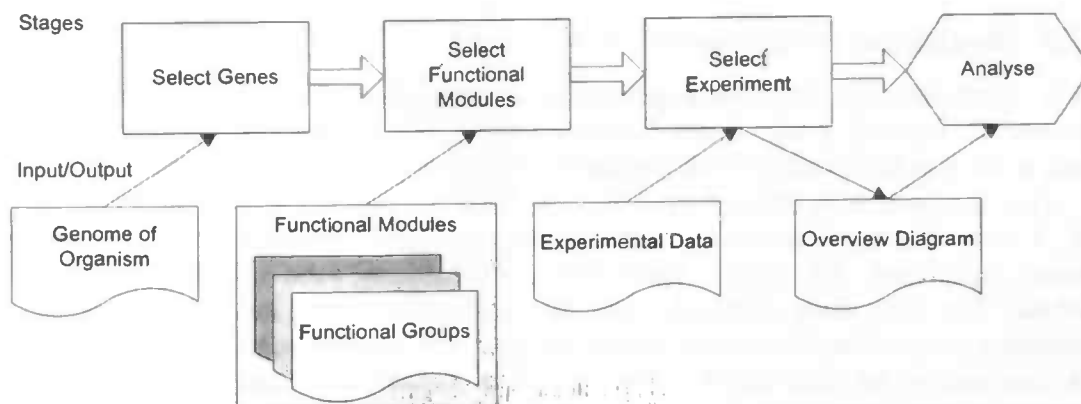 Stages
Select Genes
Select
Functional
Modules
Select
Experiment
Analyse
Input/Output
Genome of
Organism
Functional Modules
Functional Groups
Experimental Data
Overview Diagram